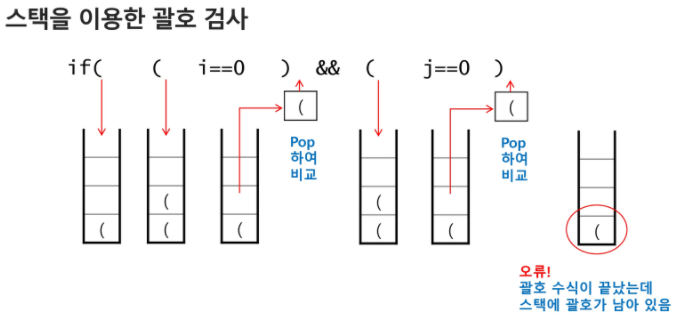 스택을 이용한 괄호 검사
if( ( i==0 ) && ( j==0 )
( (
Pop Pop
하여 하여
비교 비교
( (
( ( ( ( ( (
오류!
괄호 수식이 끝났는데
스택에 괄호가 남아 있음